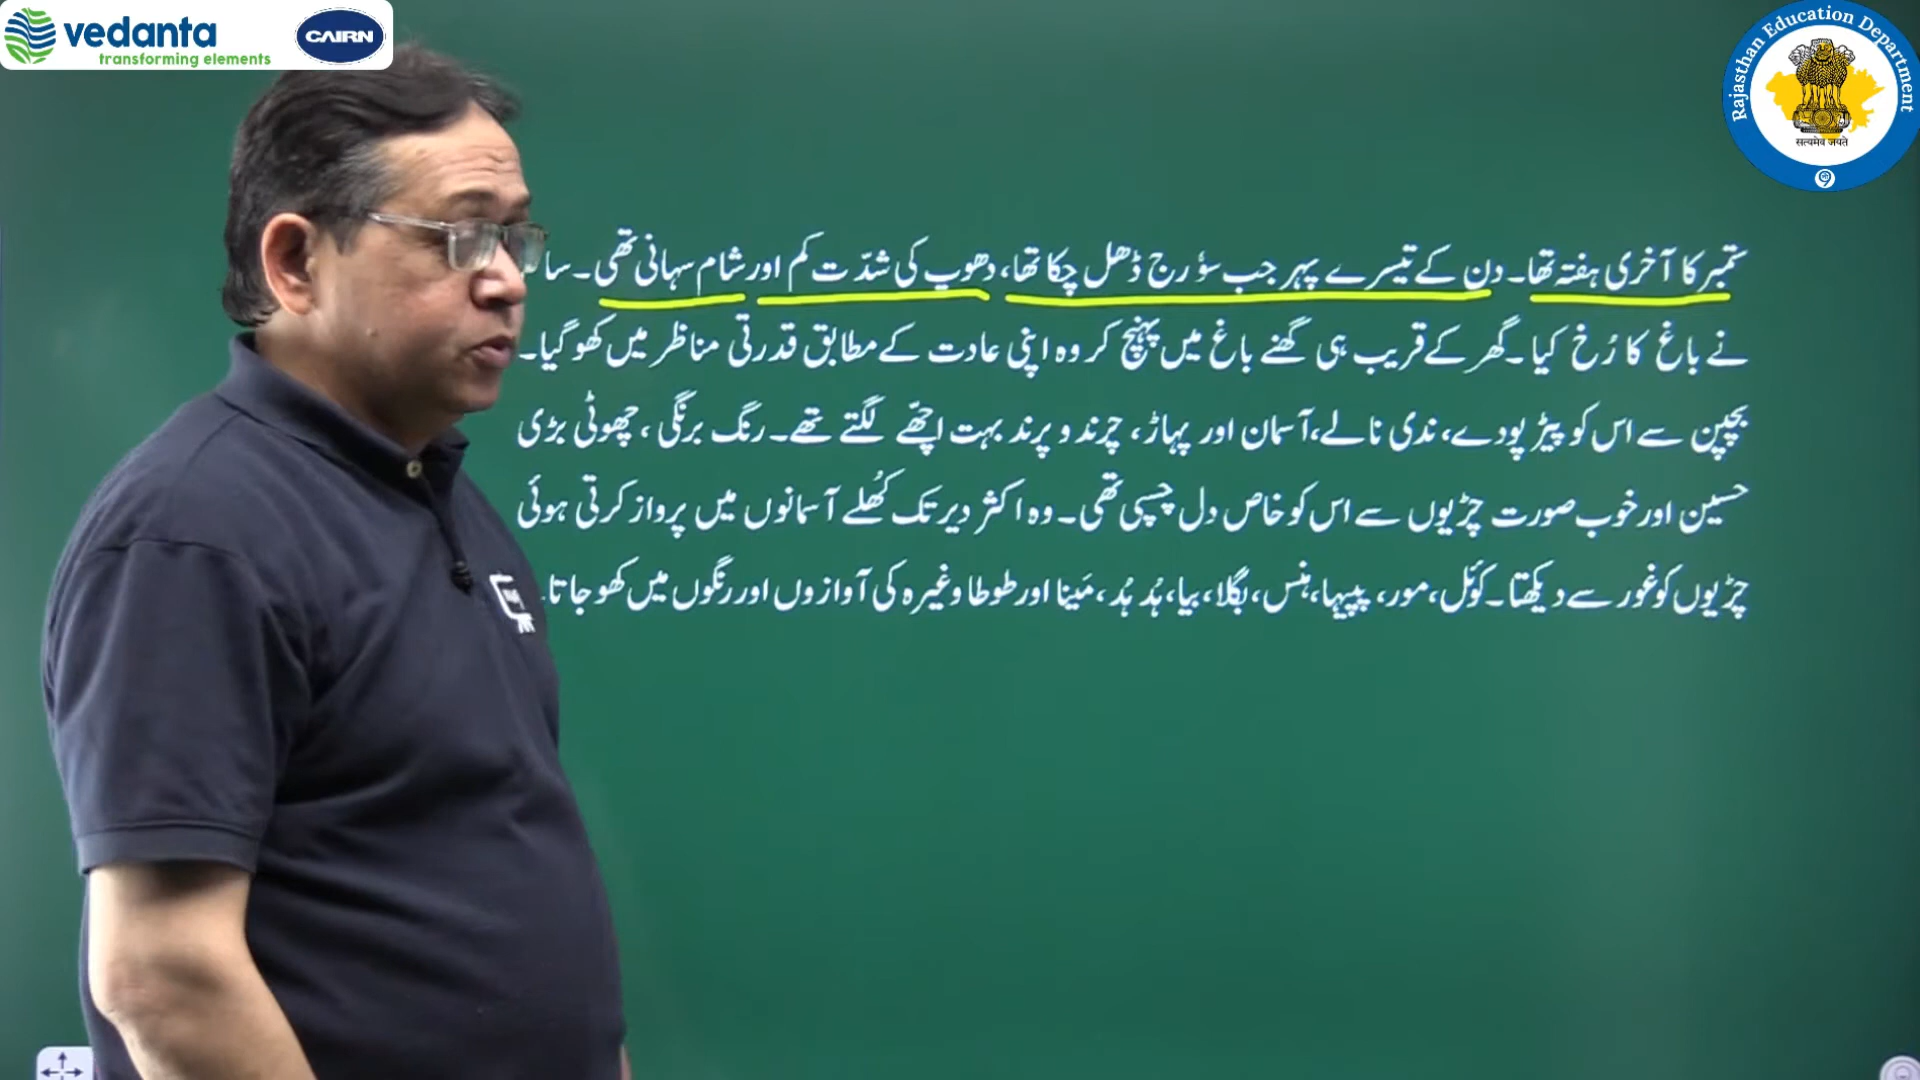 vedanta
transforming elements
CAIRN
Rajasthan Education Department
सत्यमेव जयते
ستمبر کا آخری ہفتہ تھا۔ دن کے تیسرے پہر جب سوٗرج ڈھل چکا تھا، دھوپ کی شدّت کم اور شام سہانی تھی۔
نے باغ کا رُخ کیا۔ گھر کے قریب ہی گھنے باغ میں پہنچ کر وہ اپنی عادت کے مطابق قدرتی مناظر میں کھو گیا۔
بچپن سے اس کو پیڑ پودے، ندی نالے، آسمان اور پہاڑ، چرند و پرند بہت اچھّے لگتے تھے۔ رنگ برنگی، چھوٹی بڑی
حسین اور خوب صورت چڑیوں سے اس کو خاص دل چسپی تھی۔ وہ اکثر دیر تک کھُلے آسمانوں میں پرواز کرتی ہوئی
چڑیوں کو غور سے دیکھتا۔ کوئل، مور، پپیہا، ہنس، بگلا، بیا، ہُد ہُد، مَینا اور طوطا وغیرہ کی آوازوں اور رنگوں میں کھو جاتا۔